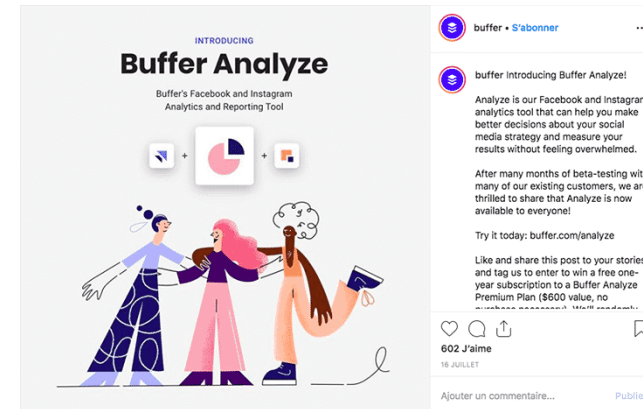 INTRODUCING
Buffer Analyze
Buffer's Facebook and Instagram
Analytics and Reporting Tool
+ +
buffer • S'abonner
buffer Introducing Buffer Analyze!
Analyze is our Facebook and Instagram
analytics tool that can help you make
better decisions about your social
media strategy and measure your
results without feeling overwhelmed.
After many months of beta-testing wit
many of our existing customers, we are
thrilled to share that Analyze is now
available to everyone!
Try it today: buffer.com/analyze
Like and share this post to your stories
and tag us to enter to win a free one-
year subscription to a Buffer Analyze
Premium Plan ($600 value, no
602 J'aime
16 JUILLET
Ajouter un commentaire...
Publie